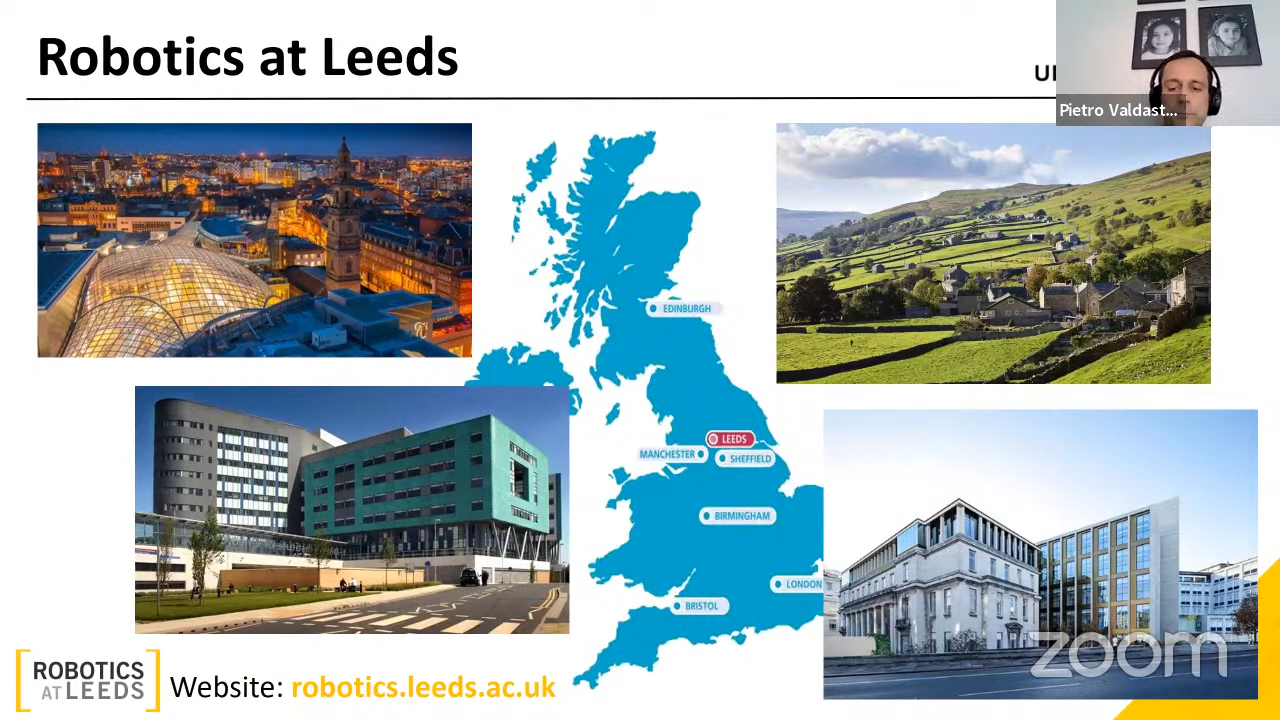 Robotics at Leeds
Pietro Valdast...
EDINBURGH
LEEDS
MANCHESTER
SHEFFIELD
BIRMINGHAM
LONDON
BRISTOL
zoom
ROBOTICS
AT LEEDS
Website: robotics.leeds.ac.uk